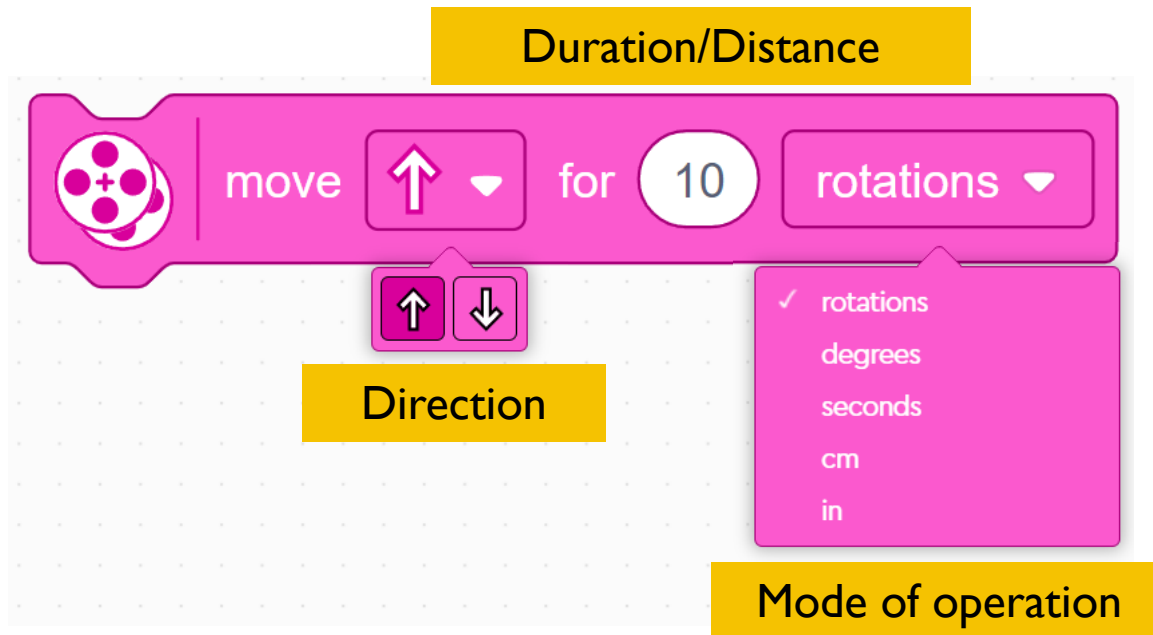 Duration/Distance
move for 10 rotations
rotations
degrees
seconds
cm
in
Direction
Mode of operation